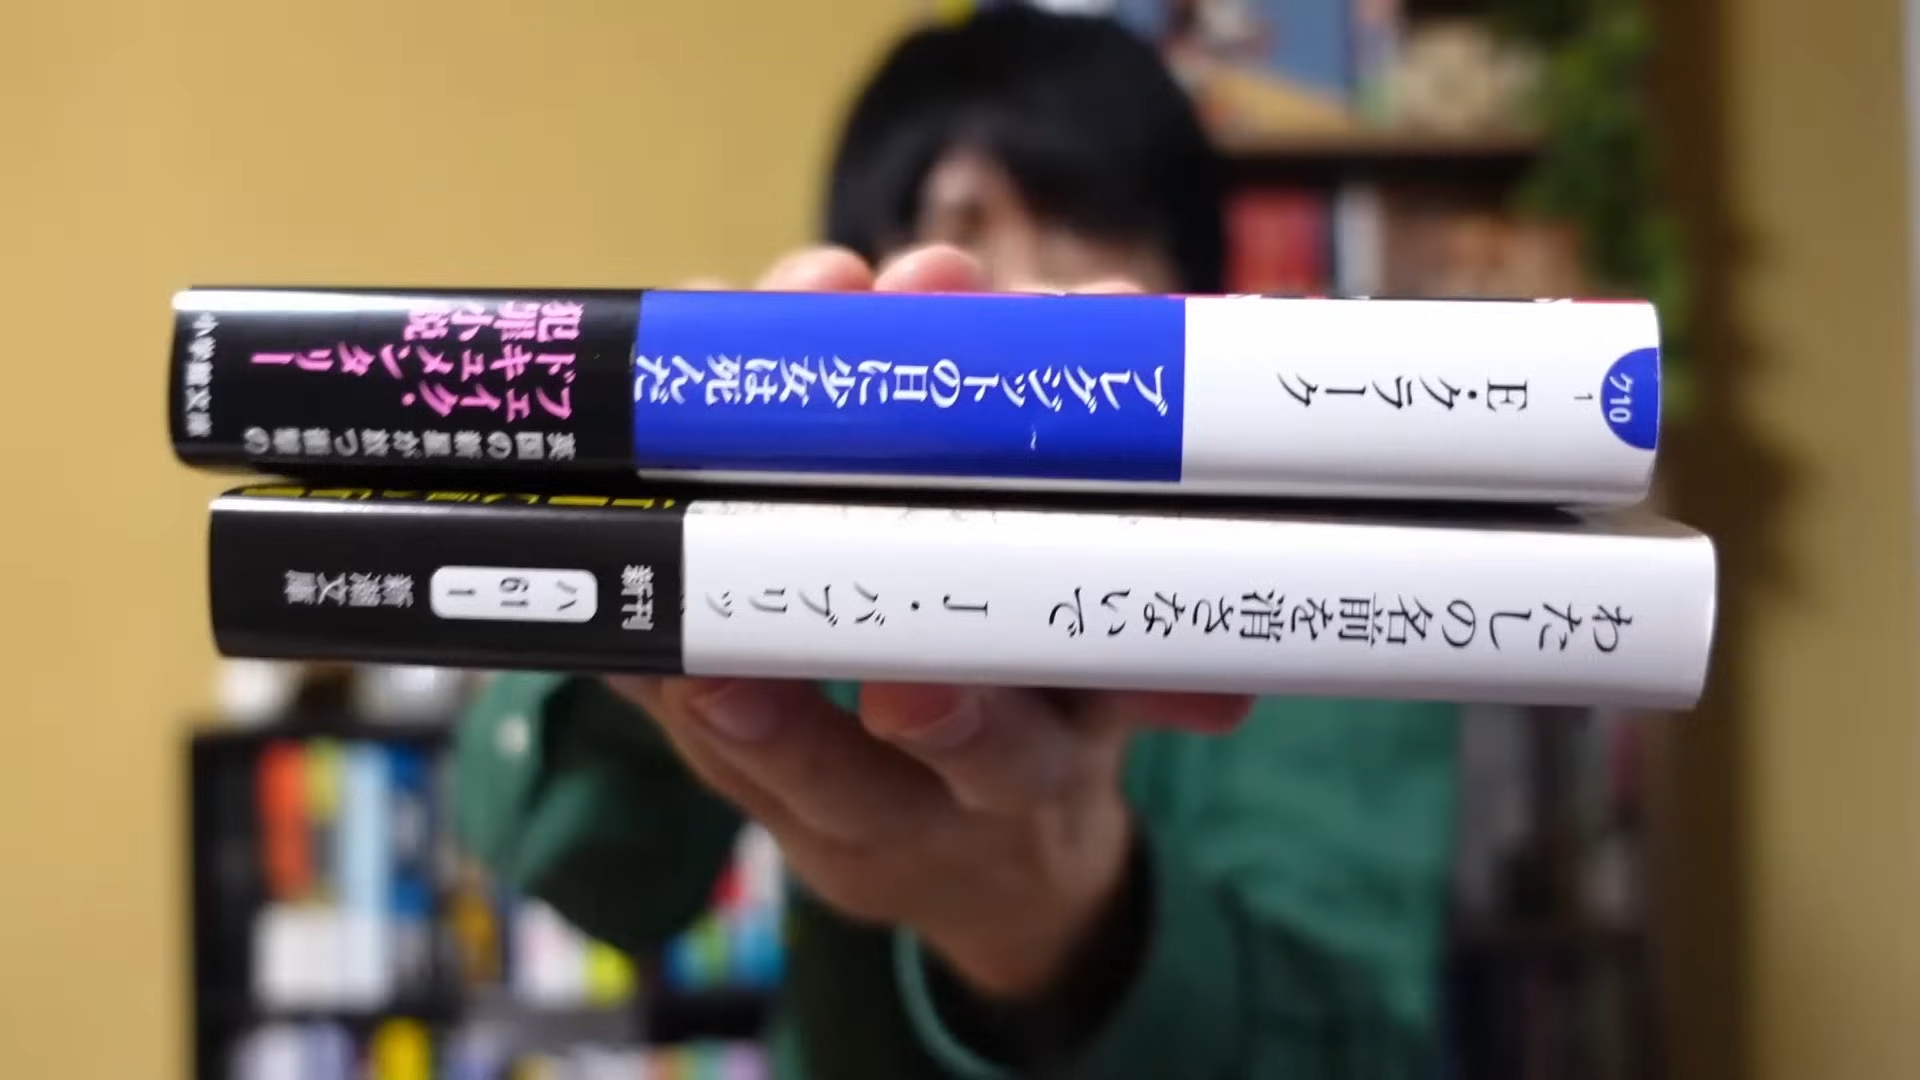 ケ10
1
E・クラーク
ブレグジットの日に少女は死んだ
英国の新星が放つ衝撃の
フェイク・
ドキュメンタリー
犯罪小説
小学館文庫
わたしの名前を消さないで
J・バブリッツ
新刊
ハ
61
1
新潮文庫